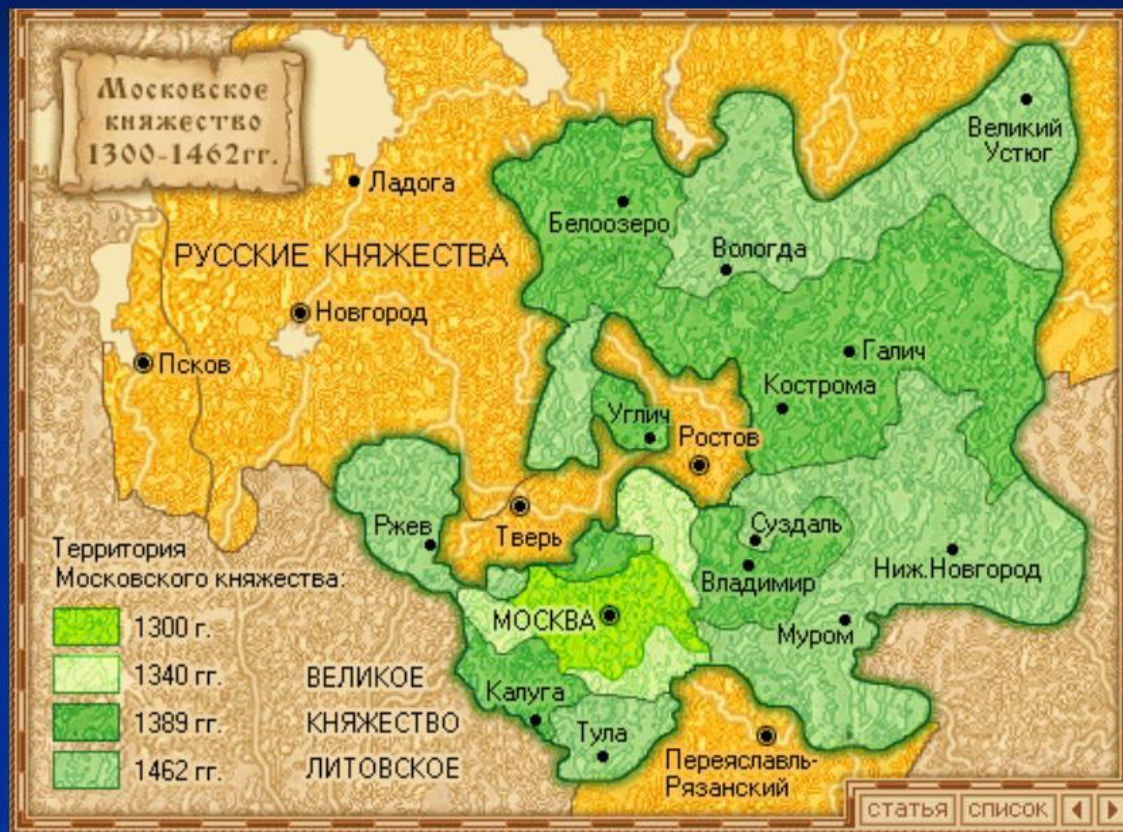 Московское
княжество
1300-1462гг.
Ладога
РУССКИЕ КНЯЖЕСТВА
Новгород
Псков
Белоозеро
Вологда
Великий
Устюг
Галич
Кострома
Углич
Ростов
Тверь
Ржев
Суздаль
Владимир
Ниж.Новгород
МОСКВА
Муром
Калуга
Тула
Переяславль-
Рязанский
Территория
Московского княжества:
1300 г.
1340 гг.
1389 гг.
1462 гг.
ВЕЛИКОЕ
КНЯЖЕСТВО
ЛИТОВСКОЕ
статья список